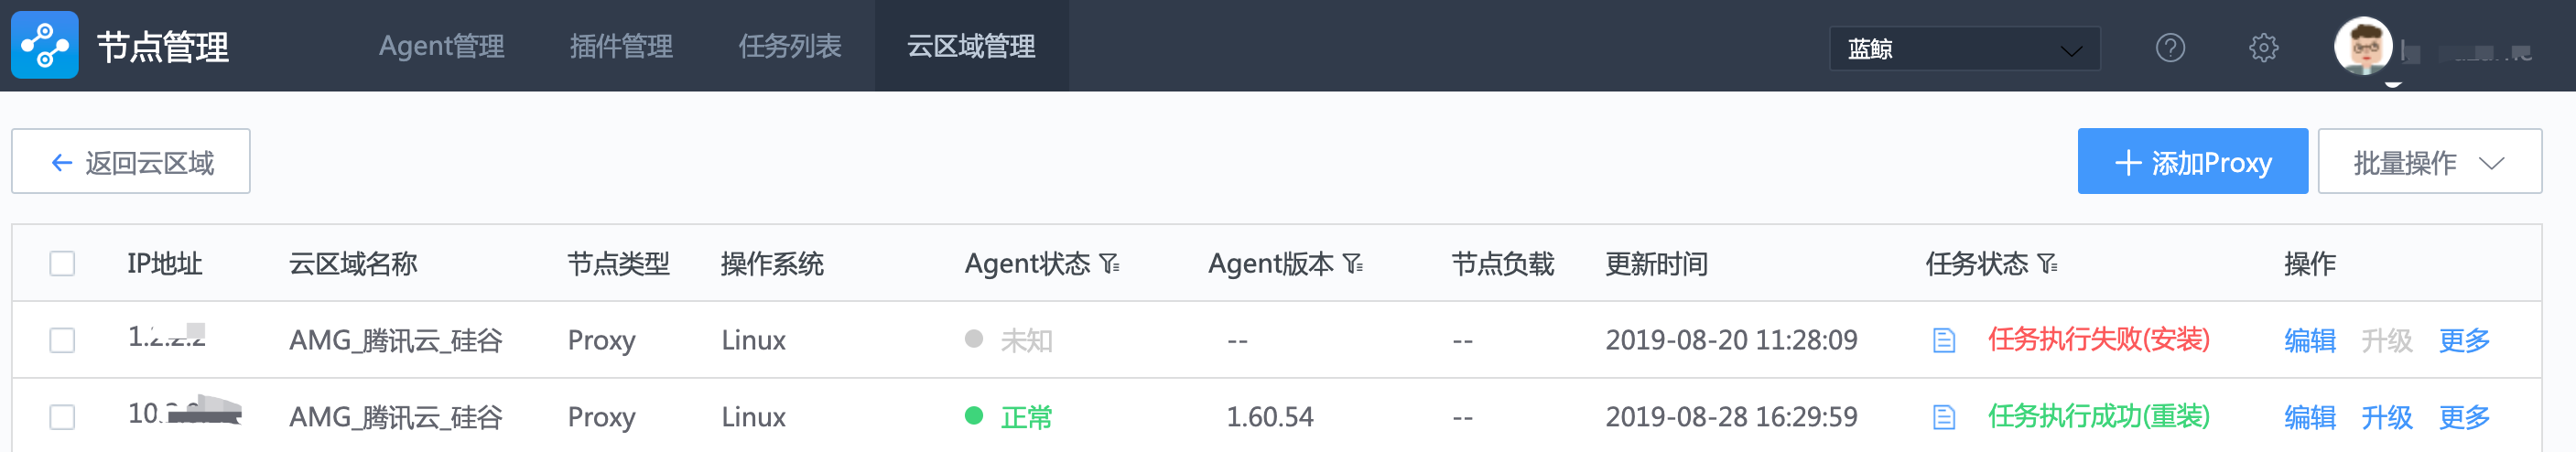 节点管理 Agent管理 插件管理 任务列表 云区域管理 蓝鲸
返回云区域 添加Proxy 批量操作
IP地址 云区域名称 节点类型 操作系统 Agent状态 Agent版本 节点负载 更新时间 任务状态 操作
AMG_腾讯云_硅谷 Proxy Linux 未知 -- -- 2019-08-20 11:28:09 任务执行失败(安装) 编辑 升级 更多
AMG_腾讯云_硅谷 Proxy Linux 正常 1.60.54 -- 2019-08-28 16:29:59 任务执行成功(重装) 编辑 升级 更多